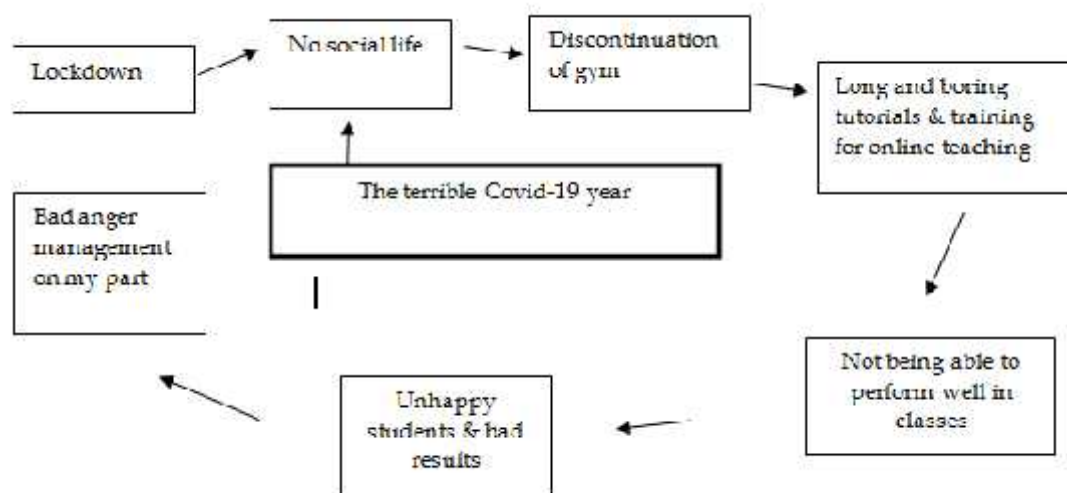 Lockdown
No social life
Discontinuation
of gym
Long and boring
tutorials & training
for online teaching
The terrible Covid-19 year
Bad anger
management
on my part
Not being able to
perform well in
classes
Unhappy
students & bad
results